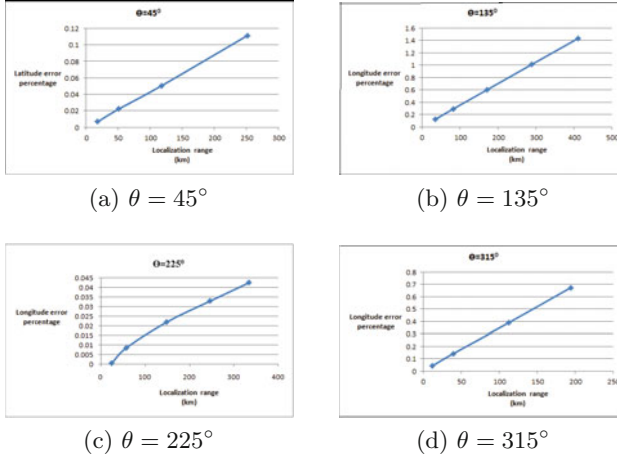 θ=45⁰
0.12
0.1
0.08
0.06
0.04
0.02
0
Latitude error
percentage
0 50 100 150 200 250 300
Localization range
(km)
(a) θ = 45°
θ=135⁰
1.6
1.4
1.2
1
0.8
0.6
0.4
0.2
0
Longitude error
percentage
0 100 200 300 400 500
Localization range
(km)
(b) θ = 135°
θ=225⁰
0.045
0.04
0.035
0.03
0.025
0.02
0.015
0.01
0.005
0
Longitude error
percentage
0 100 200 300 400
Localization range
(km)
(c) θ = 225°
θ=315⁰
0.8
0.7
0.6
0.5
0.4
0.3
0.2
0.1
0
Longitude error
percentage
0 50 100 150 200 250
Localization range
(km)
(d) θ = 315°